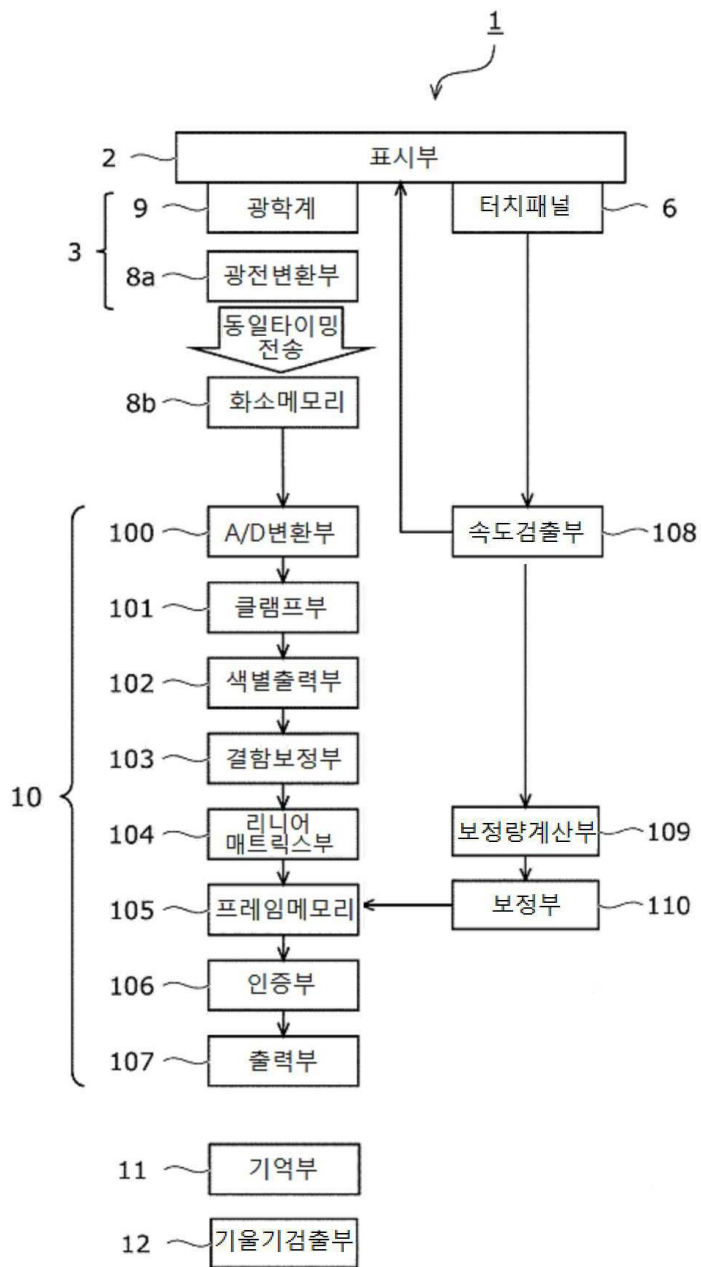 1
2 표시부
9 광학계 터치패널 6
3
8a 광전변환부
동일타이밍
전송
8b 화소메모리
100 A/D변환부 속도검출부 108
101 클램프부
102 색별출력부
103 결함보정부
10
104 리니어
매트릭스부 보정량계산부 109
105 프레임메모리 보정부 110
106 인증부
107 출력부
11 기억부
12 기울기검출부